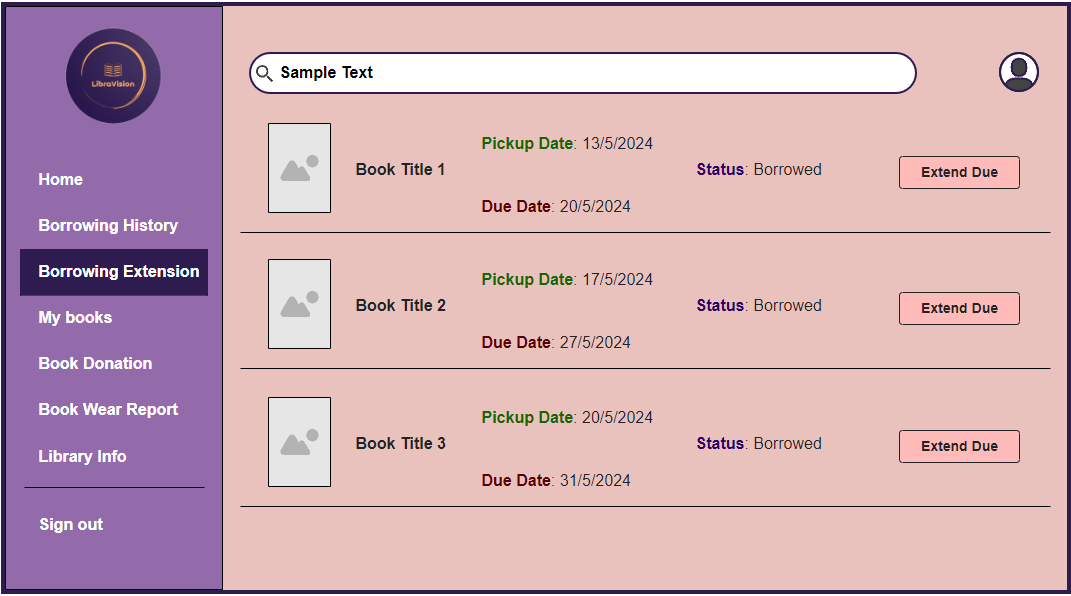 LibraVision
Home
Borrowing History
Borrowing Extension
My books
Book Donation
Book Wear Report
Library Info
Sign out
Sample Text
Book Title 1
Pickup Date: 13/5/2024
Due Date: 20/5/2024
Status: Borrowed
Extend Due
Book Title 2
Pickup Date: 17/5/2024
Due Date: 27/5/2024
Status: Borrowed
Extend Due
Book Title 3
Pickup Date: 20/5/2024
Due Date: 31/5/2024
Status: Borrowed
Extend Due